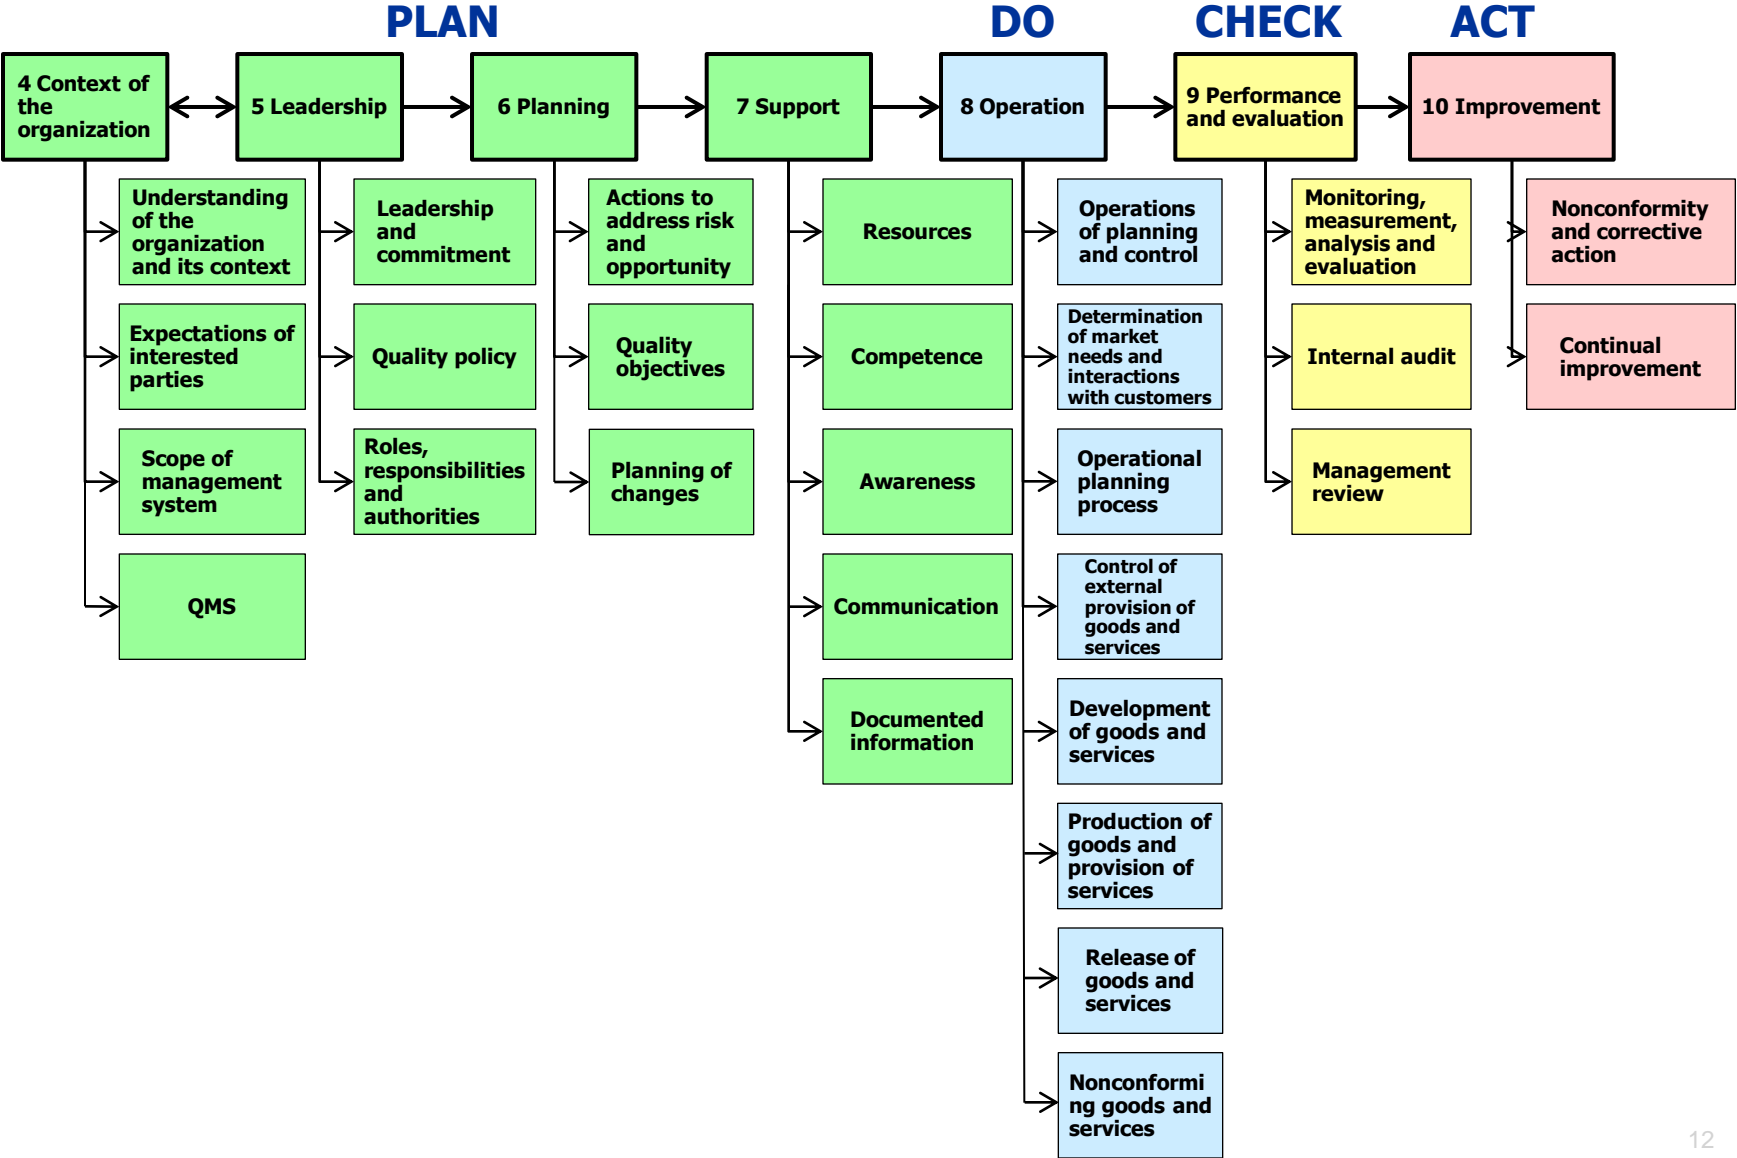 PLAN
DO
CHECK
ACT
4 Context of
the
organization
5 Leadership
6 Planning
7 Support
8 Operation
9 Performance
and evaluation
10 Improvement
Understanding
of the
organization
and its context
Expectations of
interested
parties
Scope of
management
system
QMS
Leadership
and
commitment
Quality policy
Roles,
responsibilities
and
authorities
Actions to
address risk
and
opportunity
Quality
objectives
Planning of
changes
Resources
Competence
Awareness
Communication
Documented
information
Operations
of planning
and control
Determination
of market
needs and
interactions
with customers
Operational
planning
process
Control of
external
provision of
goods and
services
Development
of goods and
services
Production of
goods and
provision of
services
Release of
goods and
services
Nonconformi
ng goods and
services
Monitoring,
measurement,
analysis and
evaluation
Internal audit
Management
review
Nonconformity
and corrective
action
Continual
improvement
12